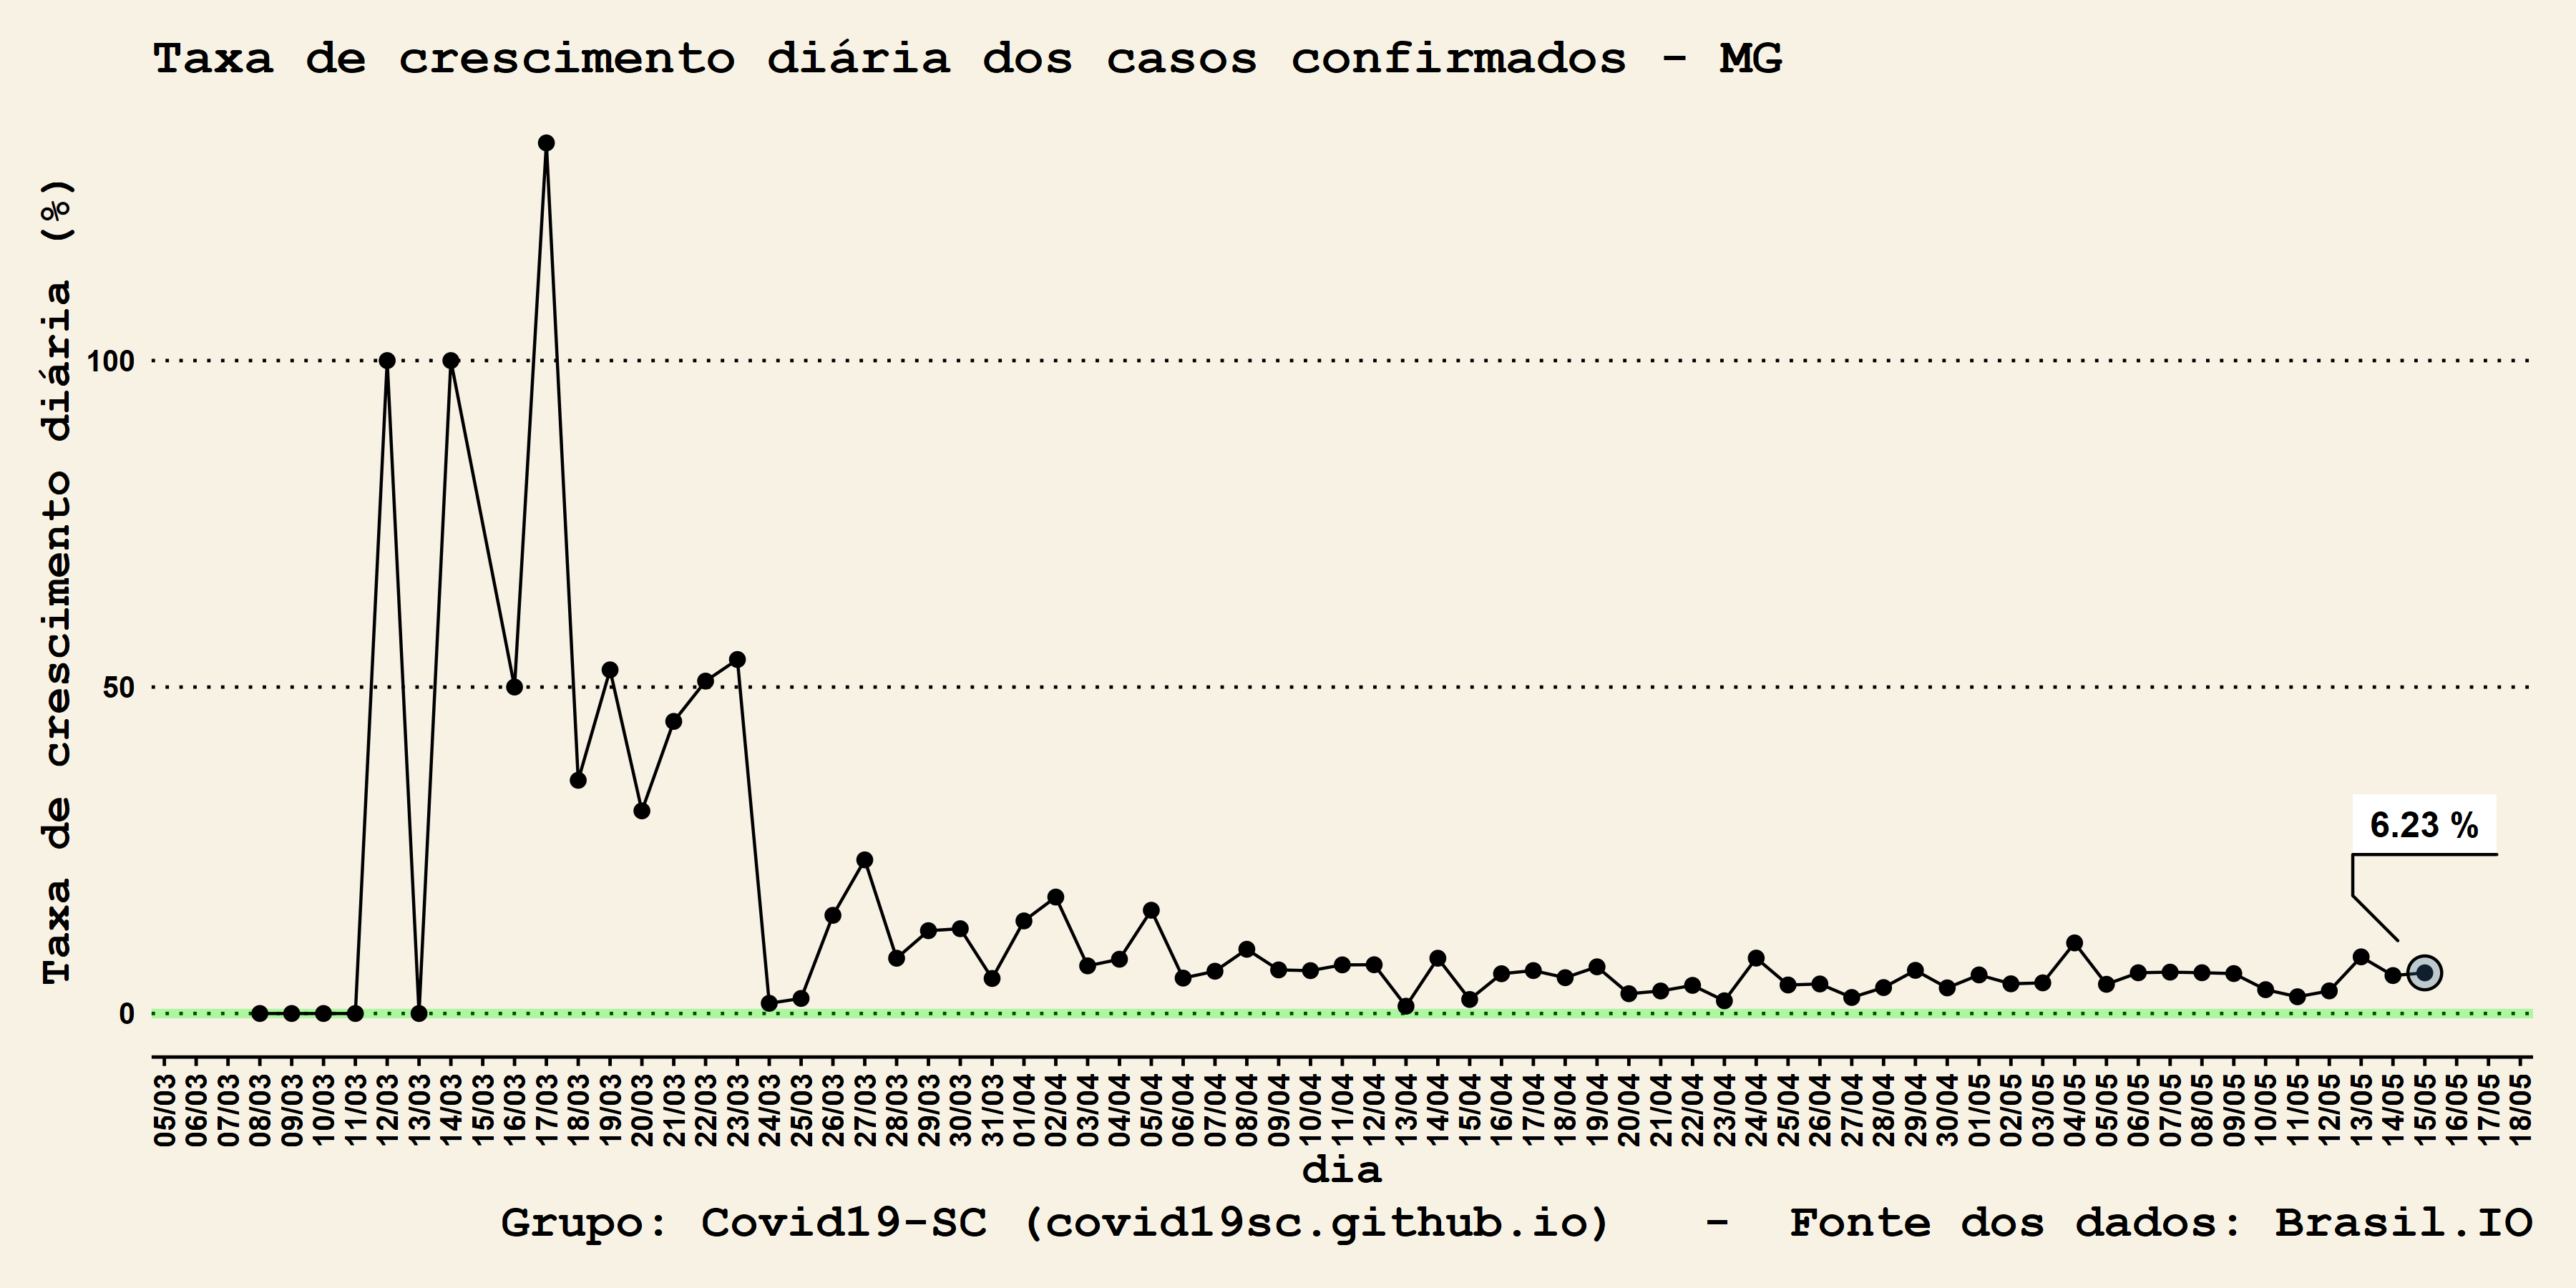 Taxa de crescimento diária dos casos confirmados - MG
Taxa de crescimento diária (%)
100
50
0
6.23 %
05/03 06/03 07/03 08/03 09/03 10/03 11/03 12/03 13/03 14/03 15/03 16/03 17/03 18/03 19/03 20/03 21/03 22/03 23/03 24/03 25/03 26/03 27/03 28/03 29/03 30/03 31/03 01/04 02/04 03/04 04/04 05/04 06/04 07/04 08/04 09/04 10/04 11/04 12/04 13/04 14/04 15/04 16/04 17/04 18/04 19/04 20/04 21/04 22/04 23/04 24/04 25/04 26/04 27/04 28/04 29/04 30/04 01/05 02/05 03/05 04/05 05/05 06/05 07/05 08/05 09/05 10/05 11/05 12/05 13/05 14/05 15/05 16/05 17/05 18/05
dia
Grupo: Covid19-SC (covid19sc.github.io) - Fonte dos dados: Brasil.IO